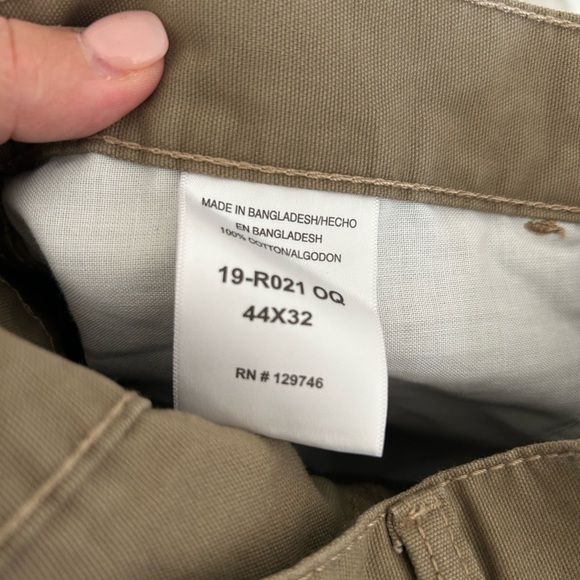 MADE IN BANGLADESH/HECHO
EN BANGLADESH
100% COTTON/ALGODON
19-R021 OQ
44X32
RN # 129746